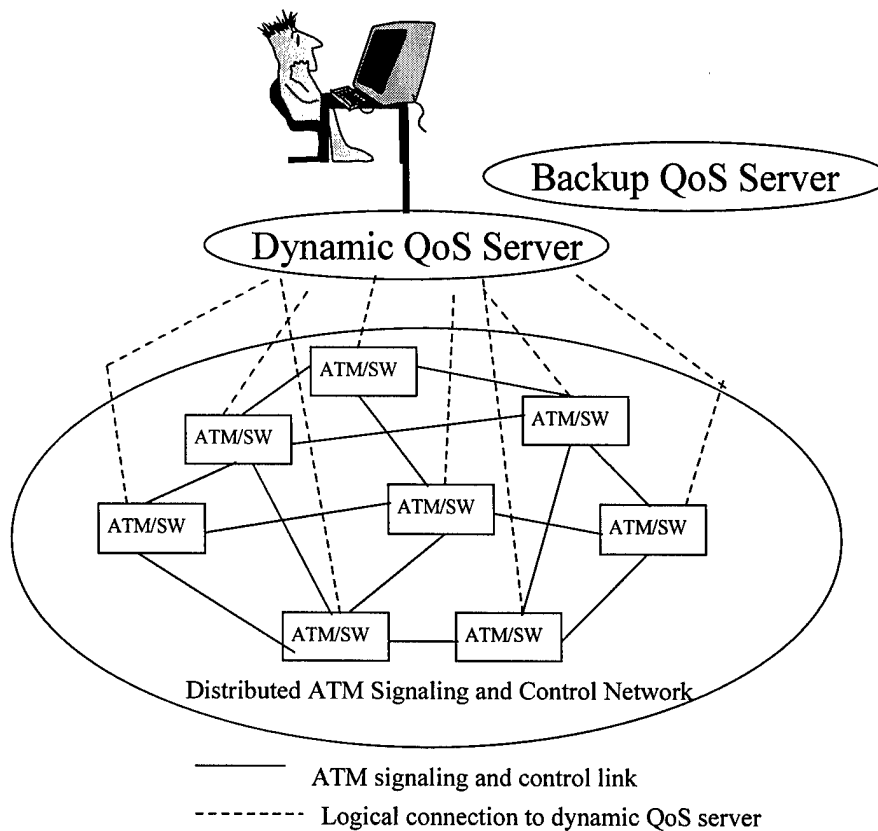 Backup QoS Server
Dynamic QoS Server
ATM/SW
ATM/SW
ATM/SW
ATM/SW
ATM/SW
ATM/SW
ATM/SW
ATM/SW
Distributed ATM Signaling and Control Network
ATM signaling and control link
Logical connection to dynamic QoS server